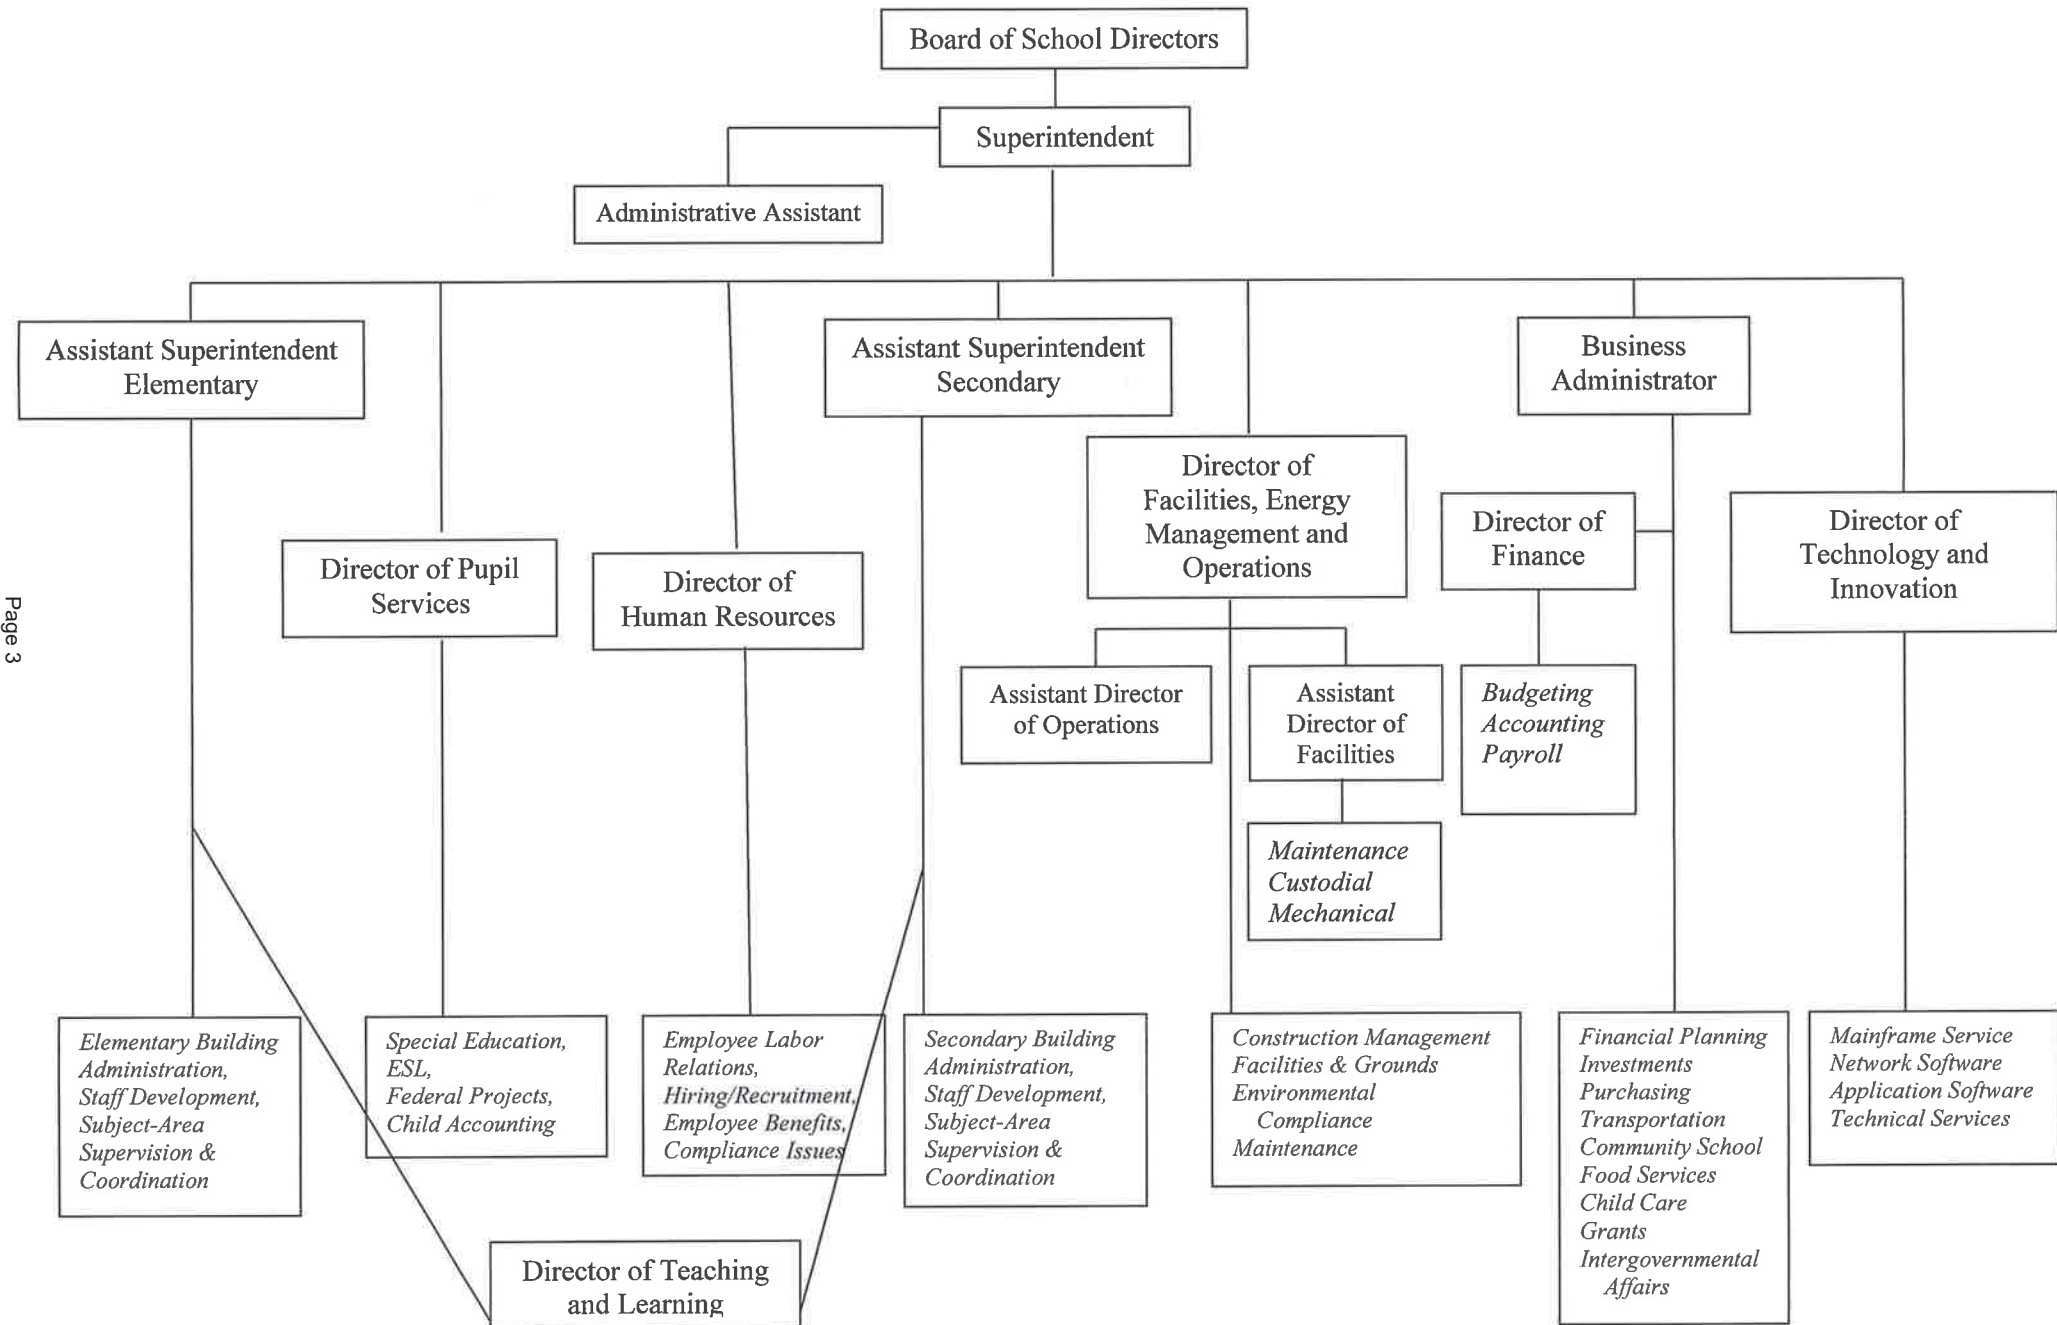 Board of School Directors
Superintendent
Administrative Assistant
Assistant Superintendent
Elementary
Assistant Superintendent
Secondary
Business
Administrator
Director of
Facilities, Energy
Management and
Operations
Director of
Finance
Director of
Technology and
Innovation
Director of Pupil
Services
Director of
Human Resources
Assistant Director
of Operations
Assistant
Director of
Facilities
Budgeting
Accounting
Payroll
Maintenance
Custodial
Mechanical
Page 3
Elementary Building
Administration,
Staff Development,
Subject-Area
Supervision &
Coordination
Special Education,
ESL,
Federal Projects,
Child Accounting
Employee Labor
Relations,
Hiring/Recruitment,
Employee Benefits,
Compliance Issues
Secondary Building
Administration,
Staff Development,
Subject-Area
Supervision &
Coordination
Construction Management
Facilities & Grounds
Environmental
Compliance
Maintenance
Financial Planning
Investments
Purchasing
Transportation
Community School
Food Services
Child Care
Grants
Intergovernmental
Affairs
Mainframe Service
Network Software
Application Software
Technical Services
Director of Teaching
and Learning